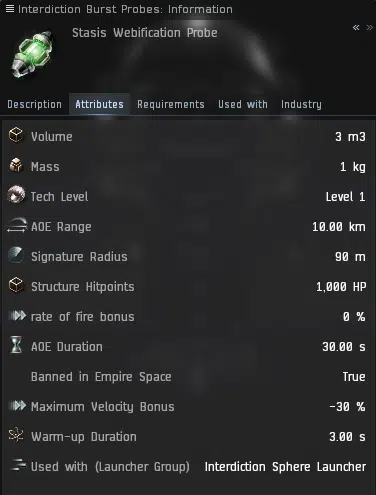 Interdiction Burst Probes: Information
Stasis Webification Probe
Description Attributes Requirements Used with Industry
Volume 3 m3
Mass 1 kg
Tech Level Level 1
AOE Range 10.00 km
Signature Radius 90 m
Structure Hitpoints 1,000 HP
rate of fire bonus 0 %
AOE Duration 30.00 s
Banned in Empire Space True
Maximum Velocity Bonus -30 %
Warm-up Duration 3.00 s
Used with (Launcher Group) Interdiction Sphere Launcher